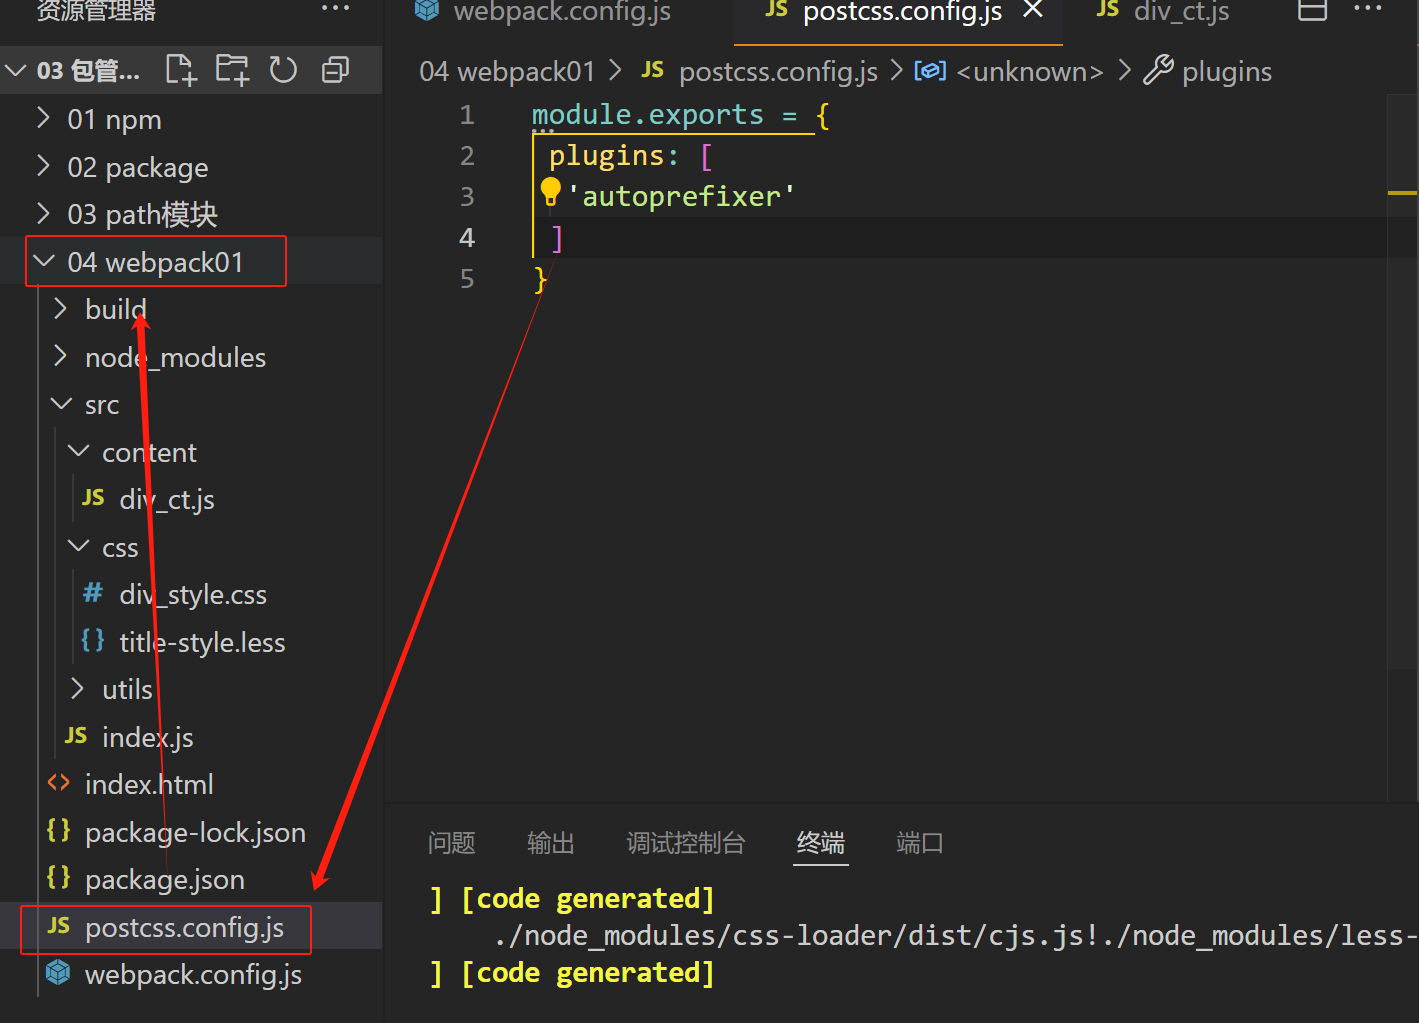 资源管理器 ···
webpack.config.js
JS postcss.config.js ×
JS div_ct.js ···
03 包管...
01 npm
02 package
03 path模块
04 webpack01
build
node_modules
src
content
JS div_ct.js
css
# div_style.css
{} title-style.less
utils
JS index.js
<> index.html
{} package-lock.json
{} package.json
JS postcss.config.js
webpack.config.js
04 webpack01 > JS postcss.config.js > <unknown> > plugins
1 module.exports = {
2 plugins: [
3 'autoprefixer'
4 ]
5 }
问题 输出 调试控制台 终端 端口
] [code generated]
./node_modules/css-loader/dist/cjs.js!./node_modules/less-
] [code generated]